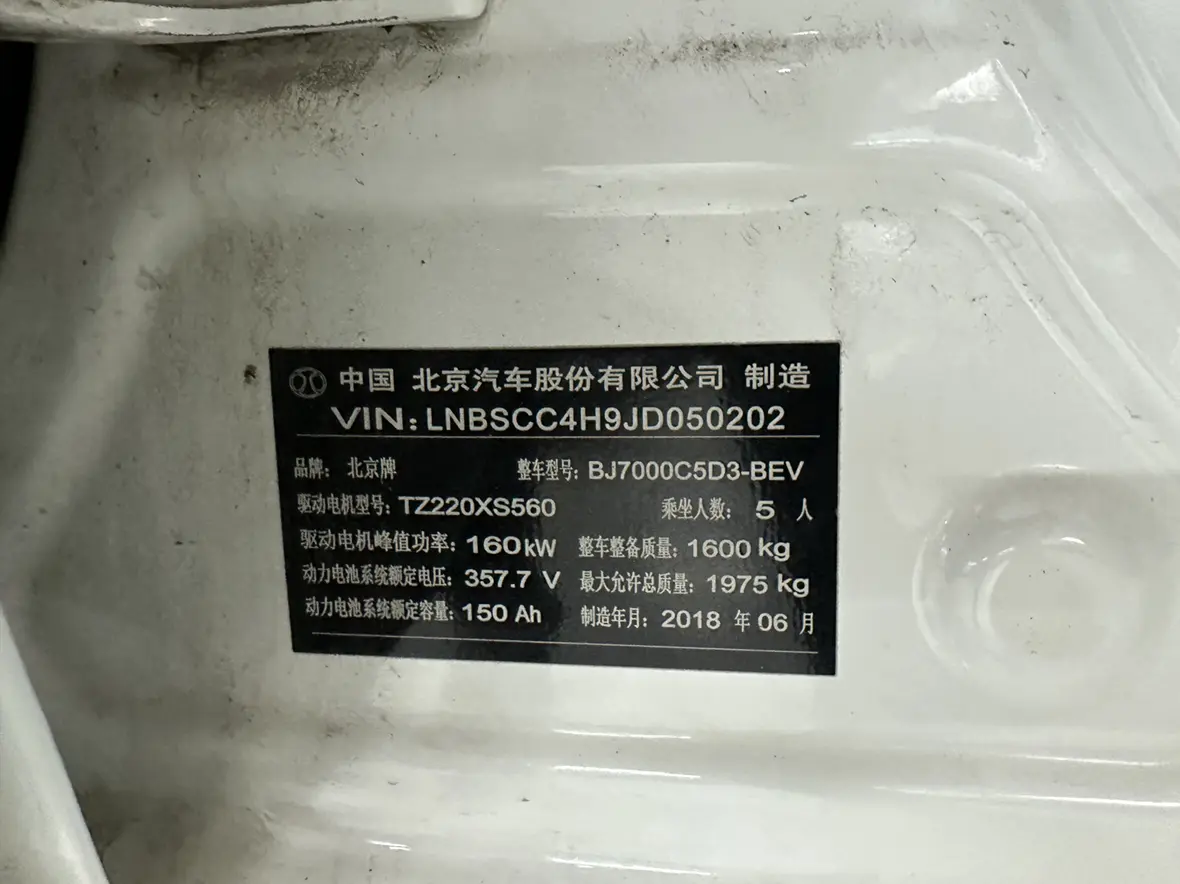 中国 北京汽车股份有限公司 制造
VIN: LNBSCC4H9JD050202
品牌: 北京牌 整车型号: BJ7000C5D3-BEV
驱动电机型号: TZ220XS560 乘坐人数: 5 人
驱动电机峰值功率: 160kW 整车整备质量: 1600 kg
动力电池系统额定电压: 357.7 V 最大允许总质量: 1975 kg
动力电池系统额定容量: 150 Ah 制造年月: 2018 年 06 月